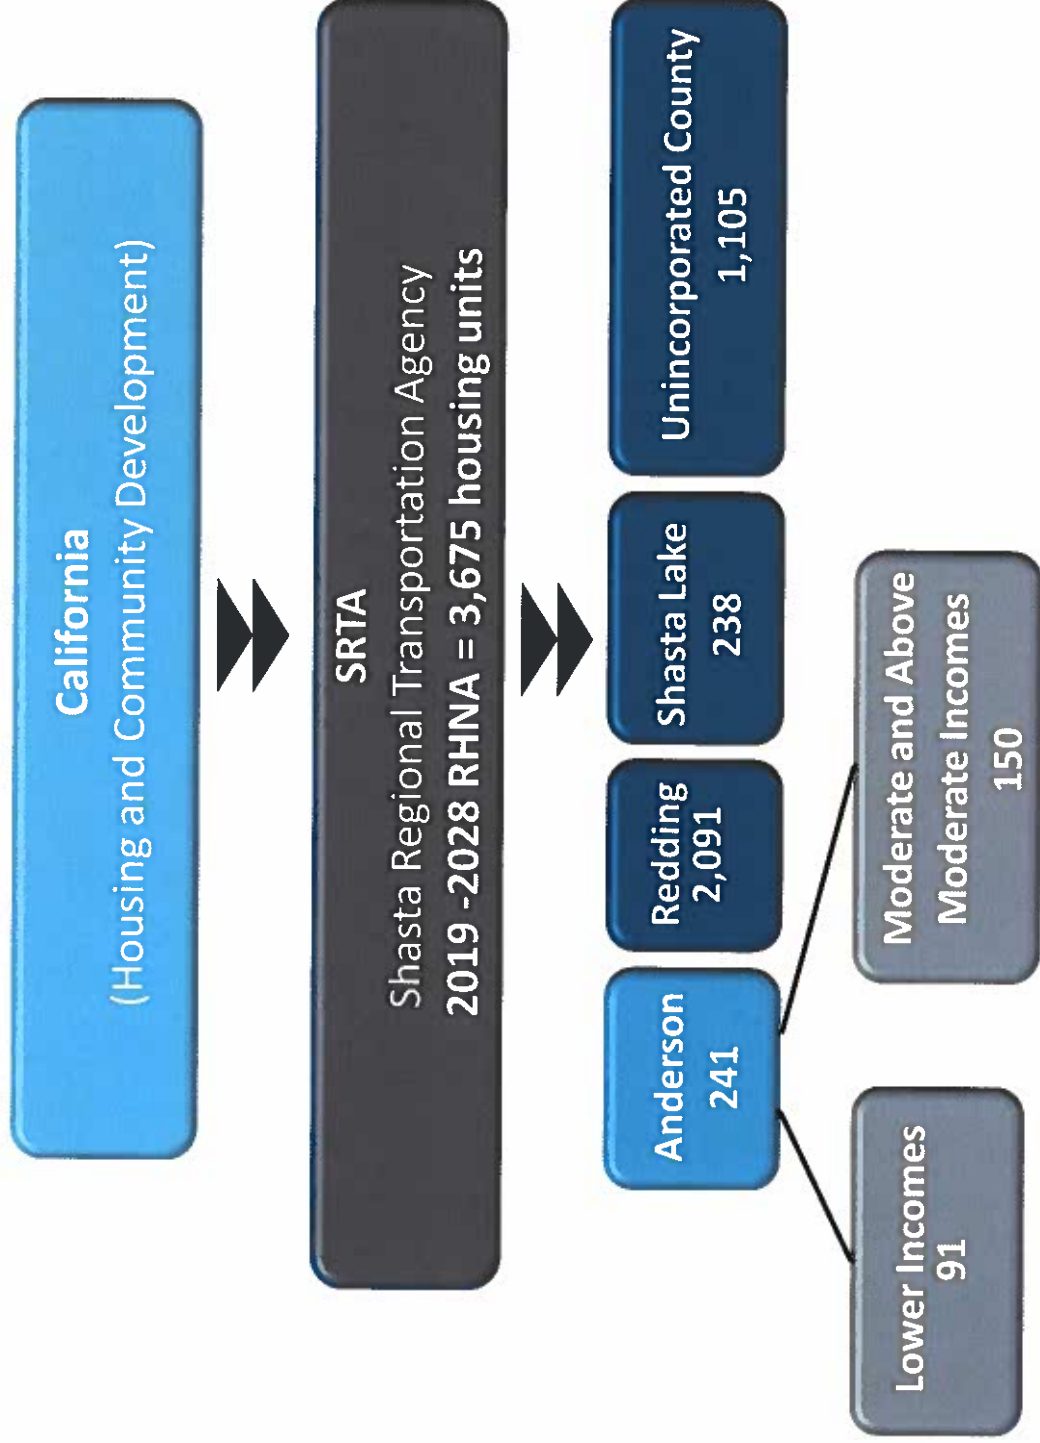 California
(Housing and Community Development)
SRTA
Shasta Regional Transportation Agency
2019 -2028 RHNA = 3,675 housing units
Anderson
241
Redding
2,091
Shasta Lake
238
Unincorporated County
1,105
Lower Incomes
91
Moderate and Above
Moderate Incomes
150